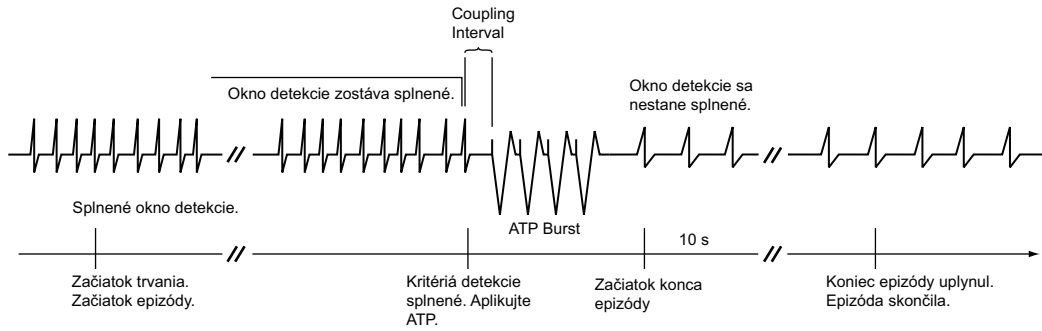 Coupling
Interval
Okno detekcie zostáva splnené.
Okno detekcie sa
nestane splnené.
Splnené okno detekcie.
ATP Burst
10 s
Začiatok trvania.
Začiatok epizódy.
Kritériá detekcie
splnené. Aplikujte
ATP.
Začiatok konca
epizódy
Koniec epizódy uplynul.
Epizóda skončila.